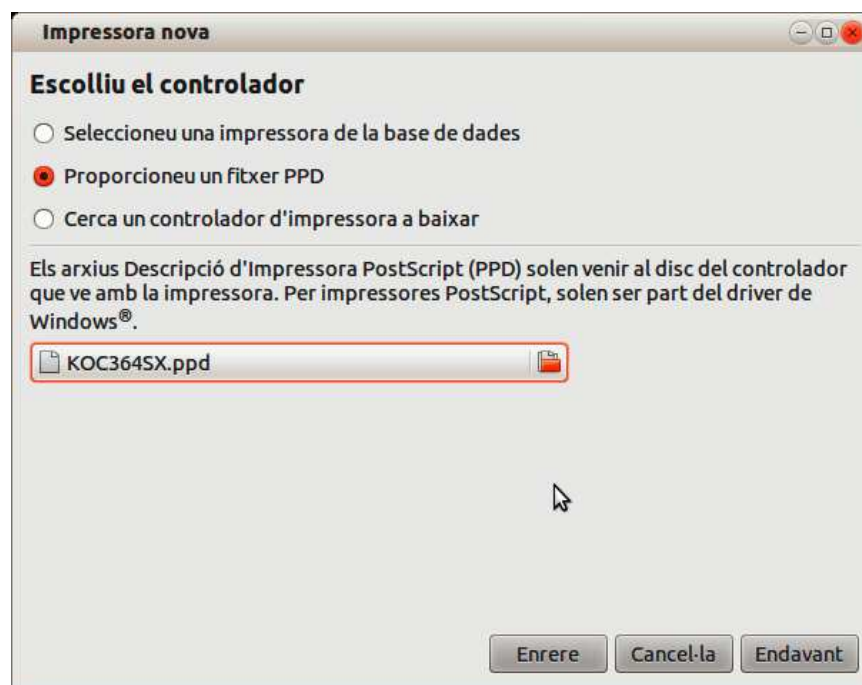 Impressora nova
Escolliu el controlador
Seleccioneu una impressora de la base de dades
Proporcioneu un fitxer PPD
Cerca un controlador d'impressora a baixar
Els arxius Descripció d'Impressora PostScript (PPD) solen venir al disc del controlador
que ve amb la impressora. Per impressores PostScript, solen ser part del driver de
Windows®.
KOC364SX.ppd
Enrere Cancel·la Endavant